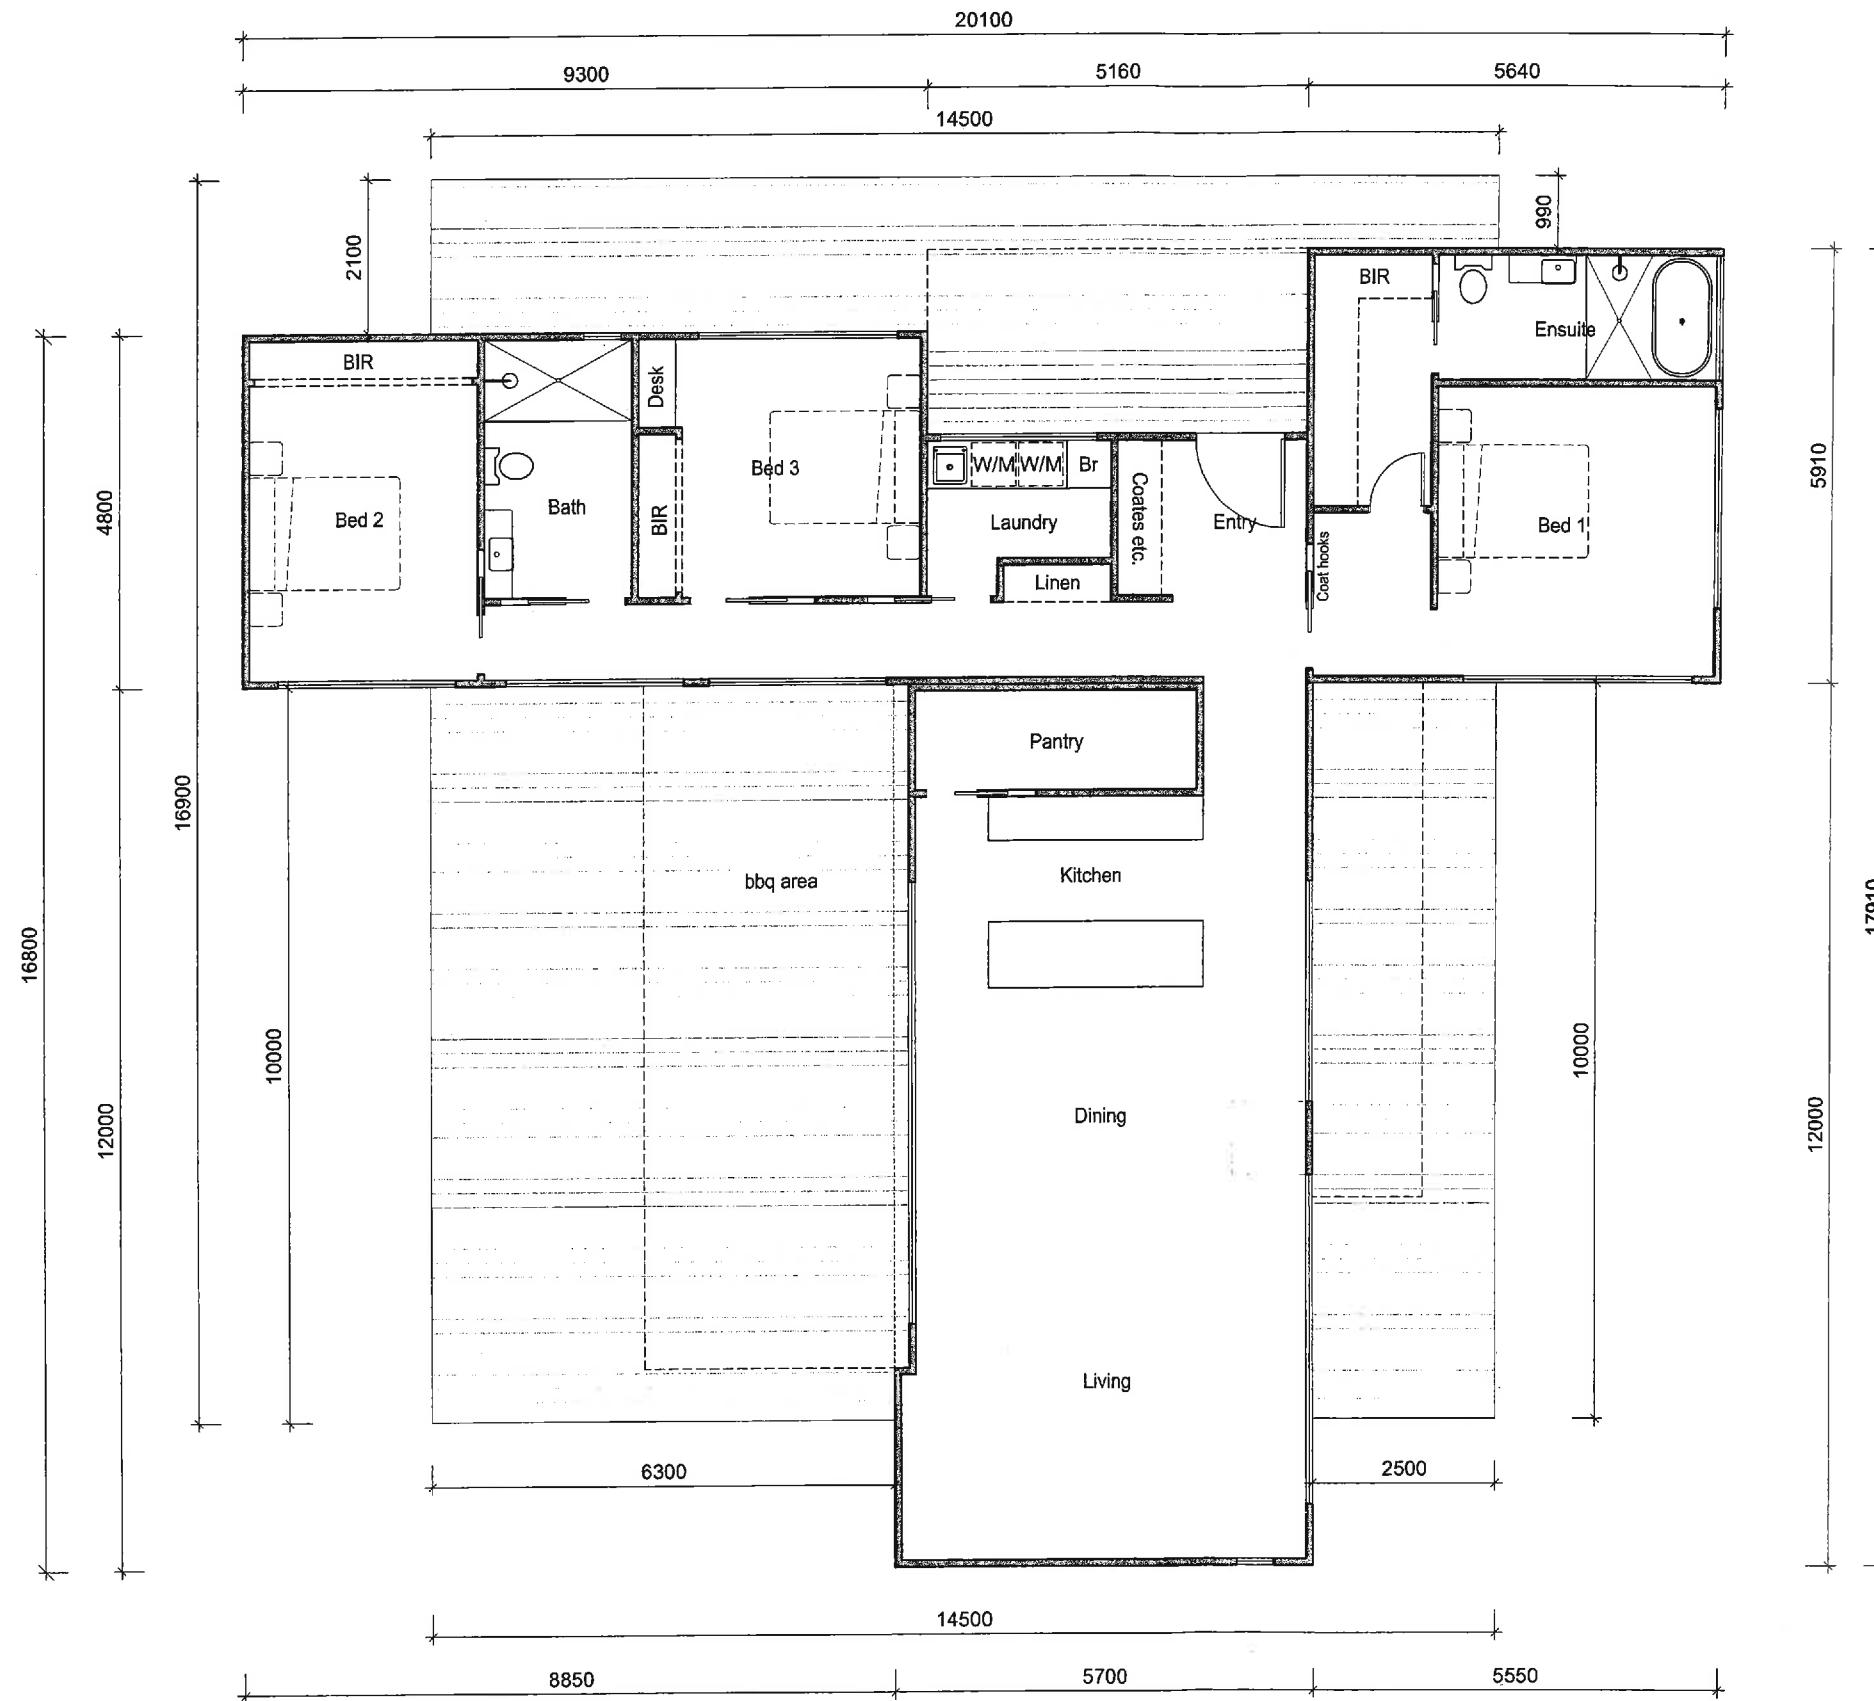 20100
9300
5160
5640
14500
2100
990
BIR
BIR
Ensuite
Desk
Bed 3
W/M
W/M
Br
Coates etc.
Entry
Laundry
Linen
Bed 2
Bath
BIR
Coat hooks
Bed 1
4800
5910
Pantry
Kitchen
bbq area
16900
16800
17910
10000
10000
12000
12000
Dining
Living
6300
2500
14500
8850
5700
5550